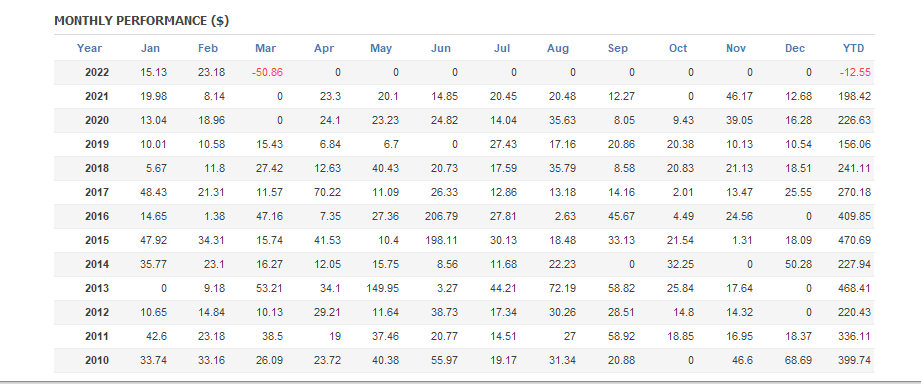 MONTHLY PERFORMANCE ($)
Year Jan Feb Mar Apr May Jun Jul Aug Sep Oct Nov Dec YTD
2022 15.13 23.18 -50.86 0 0 0 0 0 0 0 0 0 -12.55
2021 19.98 8.14 0 23.3 20.1 14.85 20.45 20.48 12.27 0 46.17 12.68 198.42
2020 13.04 18.96 0 24.1 23.23 24.82 14.04 35.63 8.05 9.43 39.05 16.28 226.63
2019 10.01 10.58 15.43 6.84 6.7 0 27.43 17.16 20.86 20.38 10.13 10.54 156.06
2018 5.67 11.8 27.42 12.63 40.43 20.73 17.59 35.79 8.58 20.83 21.13 18.51 241.11
2017 48.43 21.31 11.57 70.22 11.09 26.33 12.86 13.18 14.16 2.01 13.47 25.55 270.18
2016 14.65 1.38 47.16 7.35 27.36 206.79 27.81 2.63 45.67 4.49 24.56 0 409.85
2015 47.92 34.31 15.74 41.53 10.4 198.11 30.13 18.48 33.13 21.54 1.31 18.09 470.69
2014 35.77 23.1 16.27 12.05 15.75 8.56 11.68 22.23 0 32.25 0 50.28 227.94
2013 0 9.18 53.21 34.1 149.95 3.27 44.21 72.19 58.82 25.84 17.64 0 468.41
2012 10.65 14.84 10.13 29.21 11.64 38.73 17.34 30.26 28.51 14.8 14.32 0 220.43
2011 42.6 23.18 38.5 19 37.46 20.77 14.51 27 58.92 18.85 16.95 18.37 336.11
2010 33.74 33.16 26.09 23.72 40.38 55.97 19.17 31.34 20.88 0 46.6 68.69 399.74